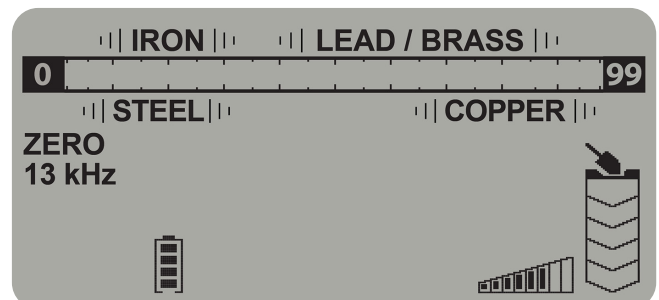 IRON LEAD / BRASS
0 99
STEEL COPPER
ZERO
13 kHz